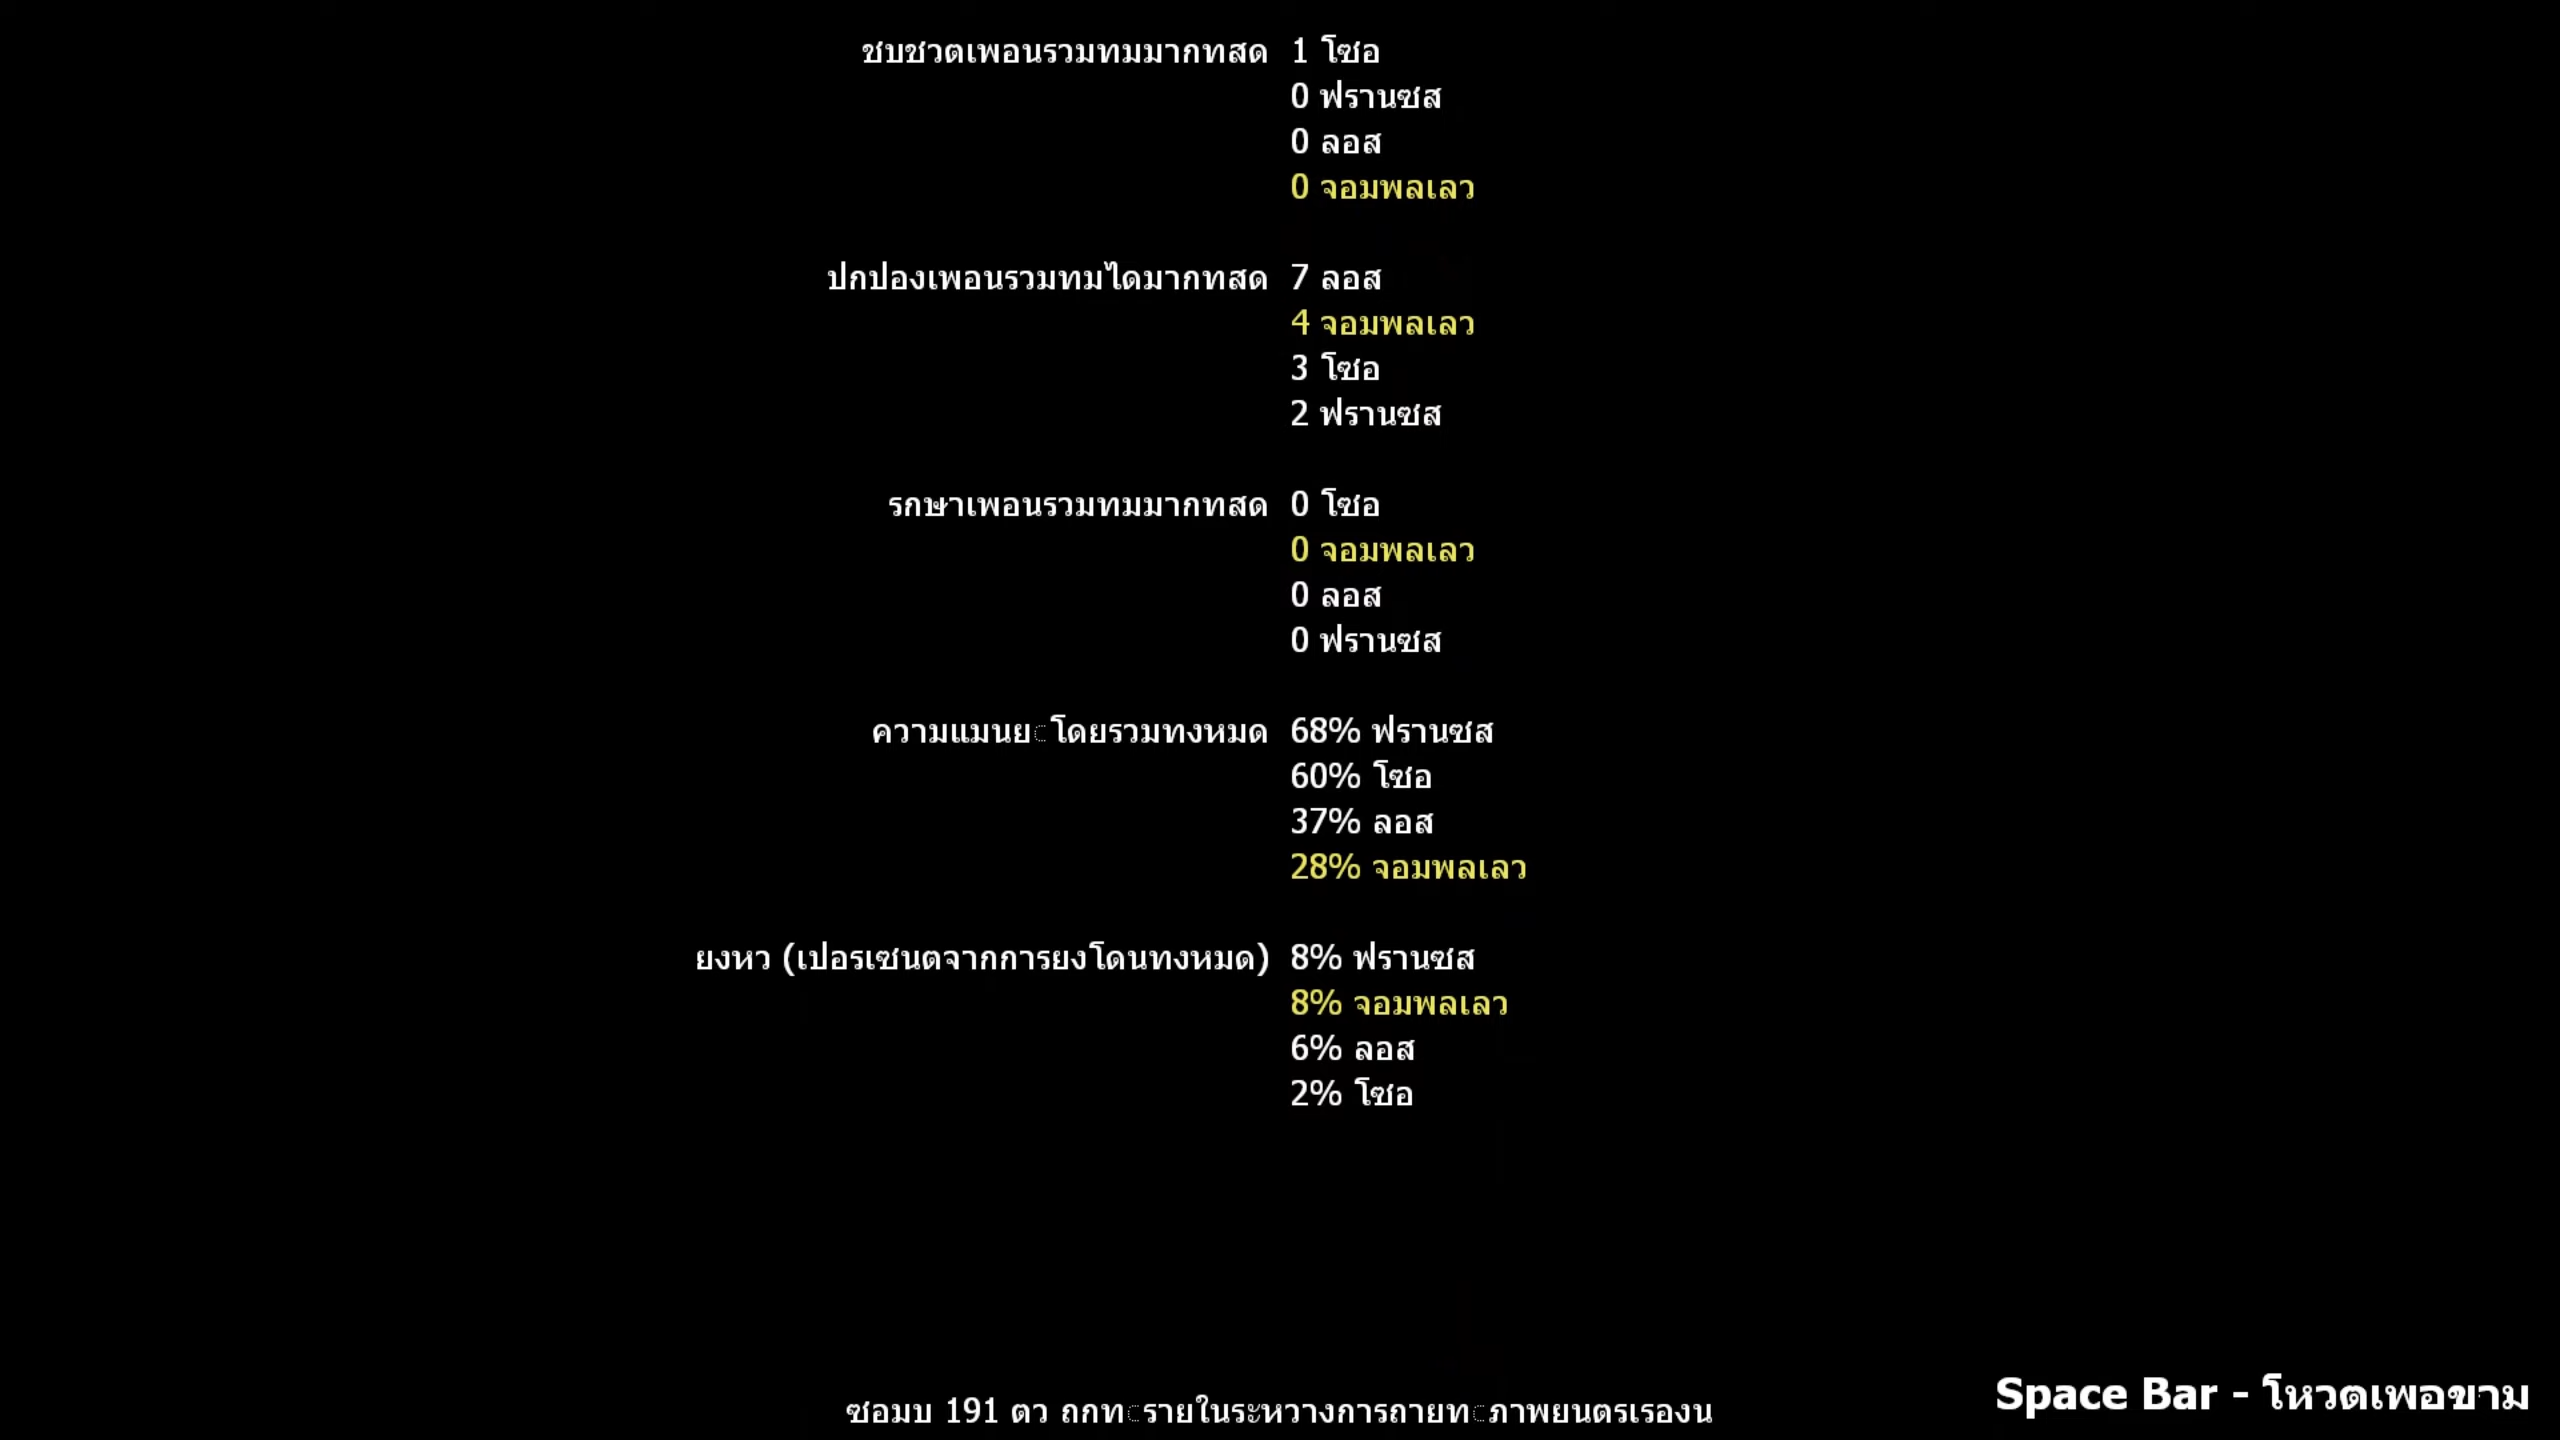 ชบชวตเพอนรวมทมมากทสด 1 โซอ
0 ฟรานซส
0 ลอส
0 จอมพลเลว
ปกปองเพอนรวมทมไดมากทสด 7 ลอส
4 จอมพลเลว
3 โซอ
2 ฟรานซส
รกษาเพอนรวมทมมากทสด 0 โซอ
0 จอมพลเลว
0 ลอส
0 ฟรานซส
ความแมนยโดยรวมทงหมด 68% ฟรานซส
60% โซอ
37% ลอส
28% จอมพลเลว
ยงหว (เปอรเซนตจากการยงโดนทงหมด) 8% ฟรานซส
8% จอมพลเลว
6% ลอส
2% โซอ
ซอมบ 191 ตว ถกทรายในระหวางการถายทภาพยนตรเรองน
Space Bar - โหวตเพอขาม